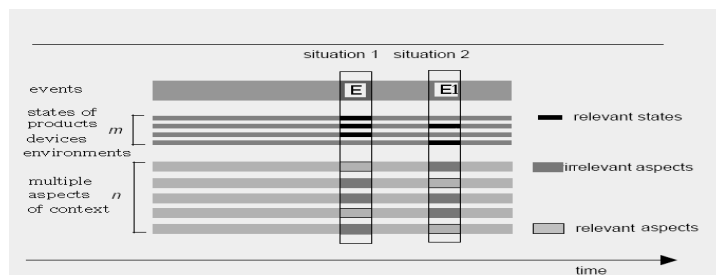 situation 1 situation 2
events E E1
states of
products m
devices
environments
relevant states
multiple
aspects n
of context
irrelevant aspects
relevant aspects
time